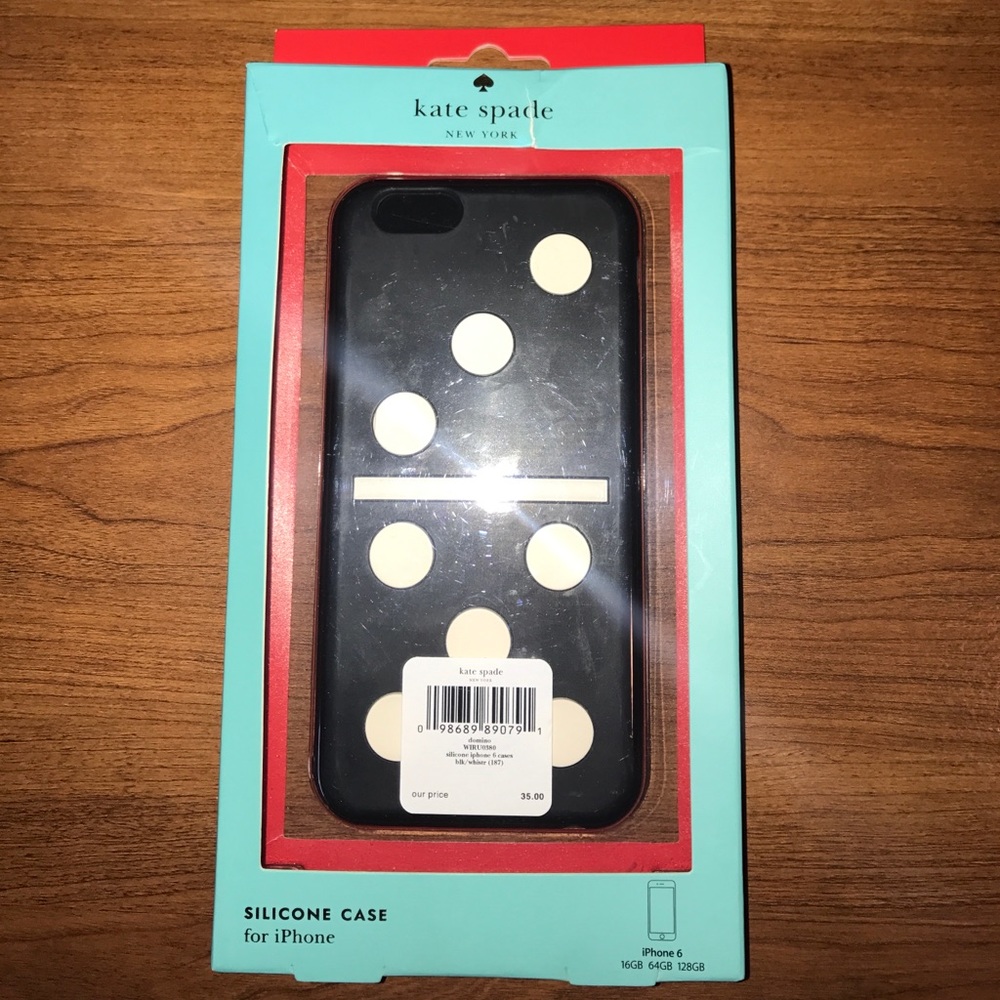 kate spade
NEW YORK
kate spade
NEW YORK
0 98689 89079 1
domino
WIRU0380
silicone iphone 6 cases
blk/whistr (187)
our price 35.00
SILICONE CASE
for iPhone
iPhone 6
16GB 64GB 128GB